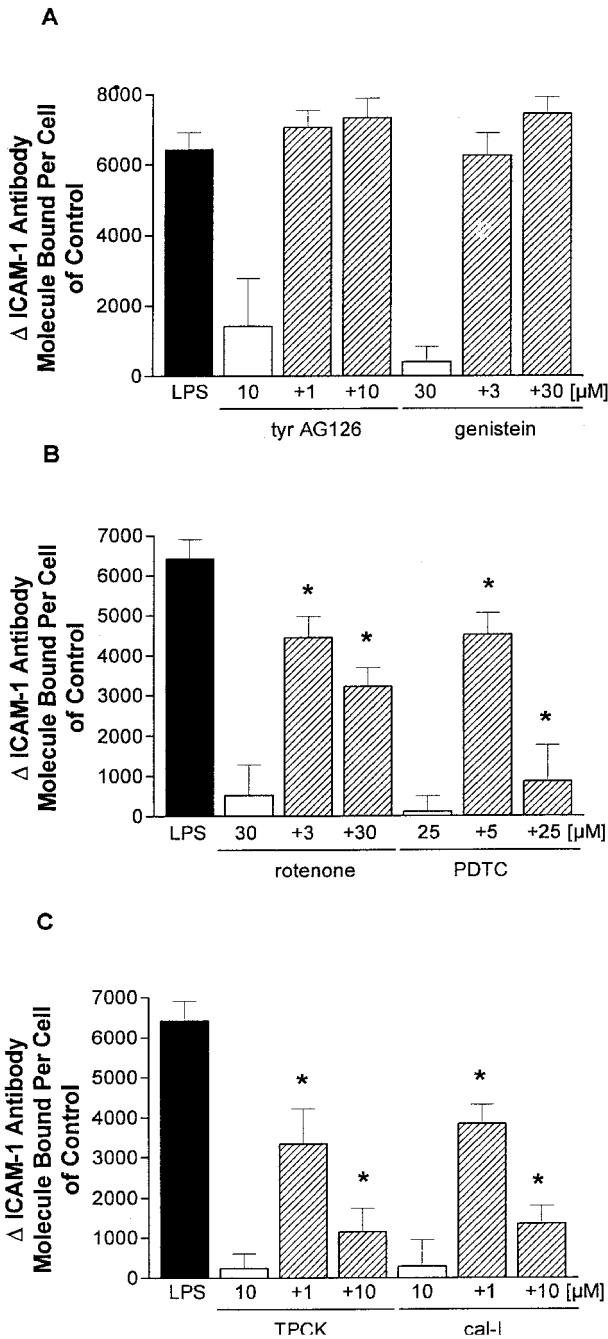 A
Δ ICAM-1 Antibody
Molecule Bound Per Cell
of Control
8000
6000
4000
2000
0
LPS 10 +1 +10 30 +3 +30 [µM]
tyr AG126 genistein
B
Δ ICAM-1 Antibody
Molecule Bound Per Cell
of Control
7000
6000
5000
4000
3000
2000
1000
0
* * * *
LPS 30 +3 +30 25 +5 +25 [µM]
rotenone PDTC
C
Δ ICAM-1 Antibody
Molecule Bound Per Cell
of Control
7000
6000
5000
4000
3000
2000
1000
0
* * * *
LPS 10 +1 +10 10 +1 +10 [µM]
TPCK cal-I